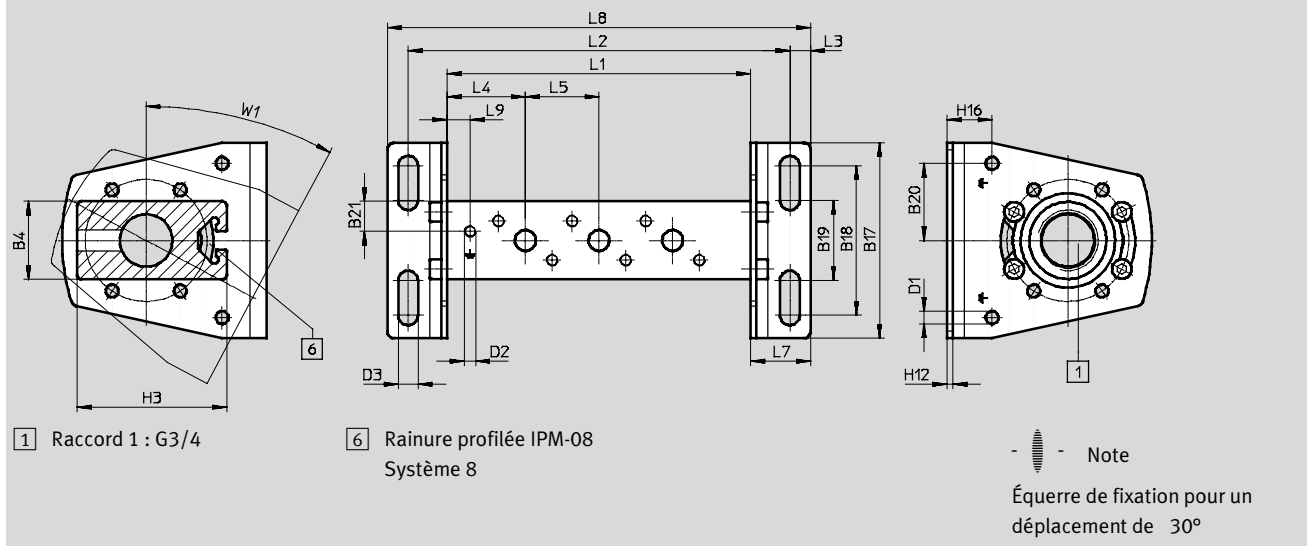 L8
L2
L3
L1
L4
L5
L9
W1
H16
B21
B4
B19
B18
B17
B20
D1
6
D2
L7
D3
H12
1
H3
1 Raccord 1 : G3/4
6 Rainure profilée IPM-08
Système 8
- - Note
Équerre de fixation pour un
déplacement de 30°